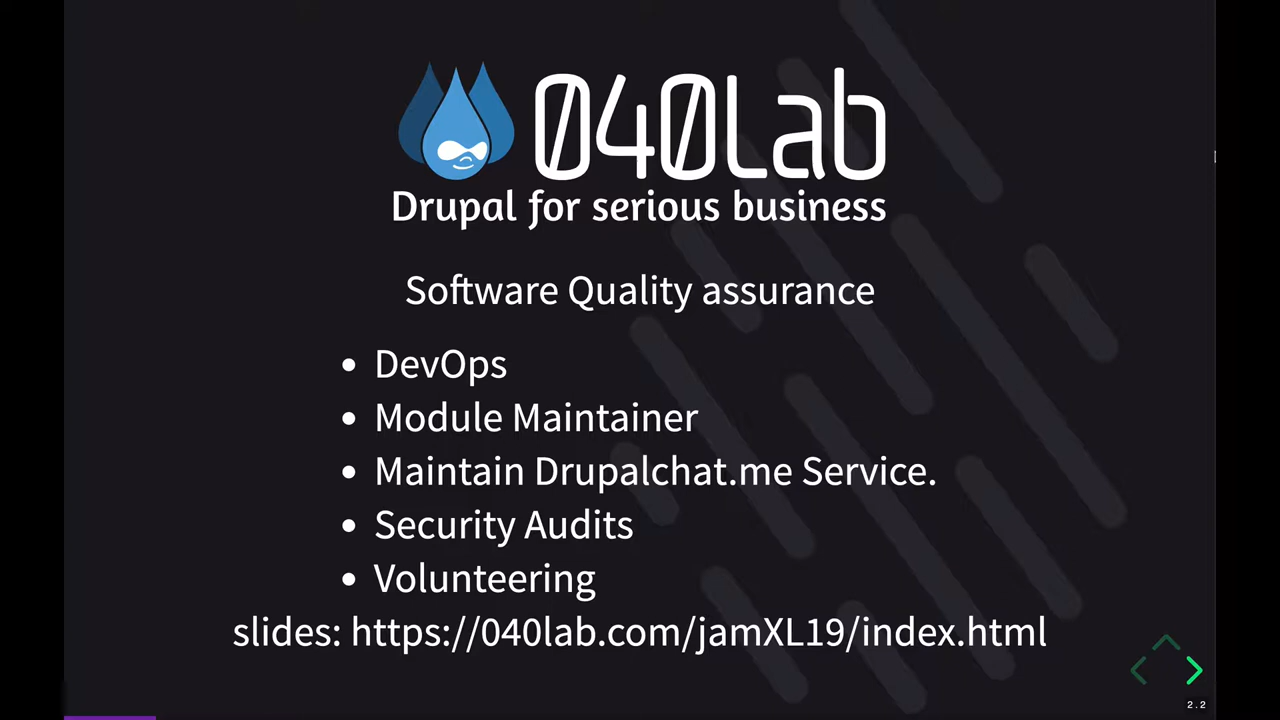 040Lab
Drupal for serious business
Software Quality assurance
• DevOps
• Module Maintainer
• Maintain Drupalchat.me Service.
• Security Audits
• Volunteering
slides: https://040lab.com/jamXL19/index.html
2.2